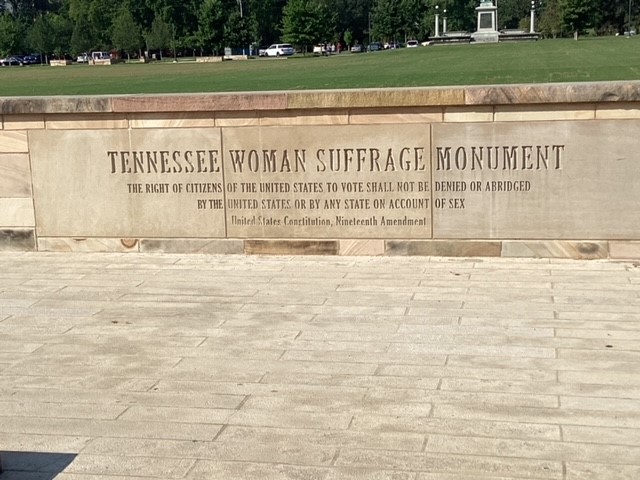 TENNESSEE WOMAN SUFFRAGE MONUMENT
THE RIGHT OF CITIZENS OF THE UNITED STATES TO VOTE SHALL NOT BE DENIED OR ABRIDGED
BY THE UNITED STATES OR BY ANY STATE ON ACCOUNT OF SEX
United States Constitution, Nineteenth Amendment